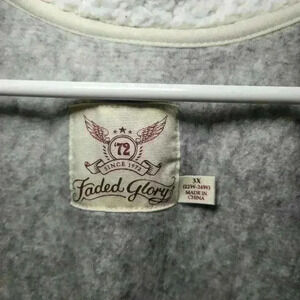 '72
SINCE 1972
Faded Glory
3X
(22W-24W)
MADE IN
CHINA